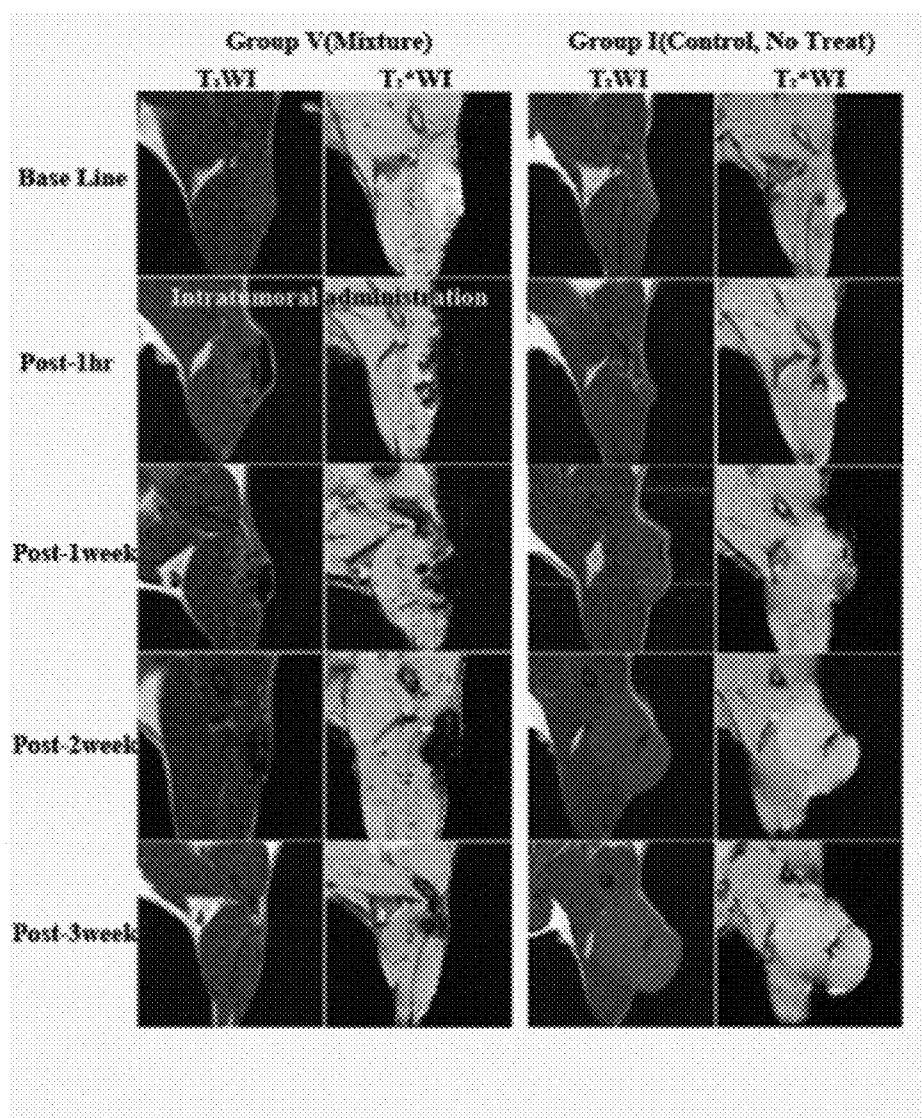 Group V(Mixture) Group I(Control, No Treat)
T₁WI T₂*WI T₁WI T₂*WI
Base Line
Intratumoral administration
Post-1hr
Post-1week
Post-2week
Post-3week